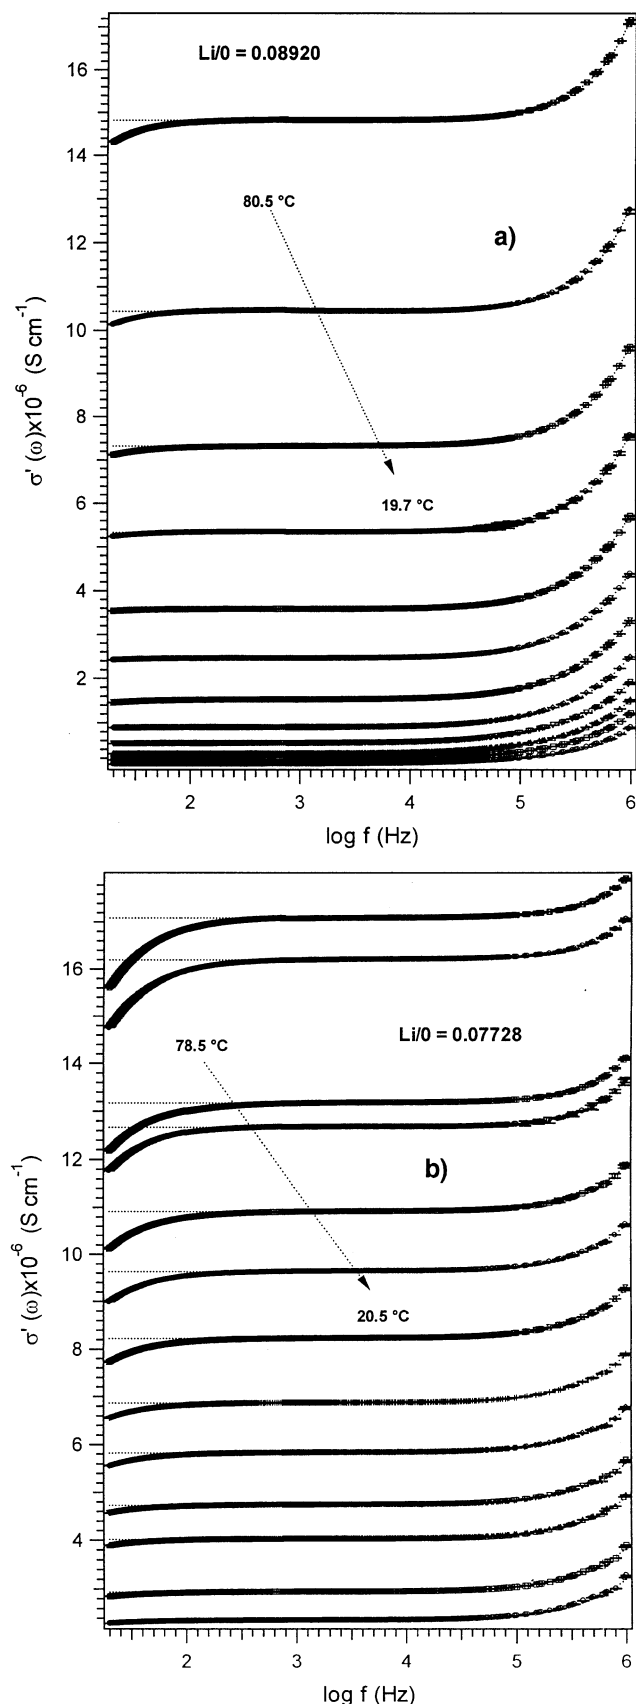 Li/0 = 0.08920
80.5 °C
a)
19.7 °C
σ' (ω)x10⁻⁶ (S cm⁻¹)
16
14
12
10
8
6
4
2
2
3
4
5
6
log f (Hz)
78.5 °C
Li/0 = 0.07728
b)
20.5 °C
σ' (ω)x10⁻⁶ (S cm⁻¹)
16
14
12
10
8
6
4
2
3
4
5
6
log f (Hz)